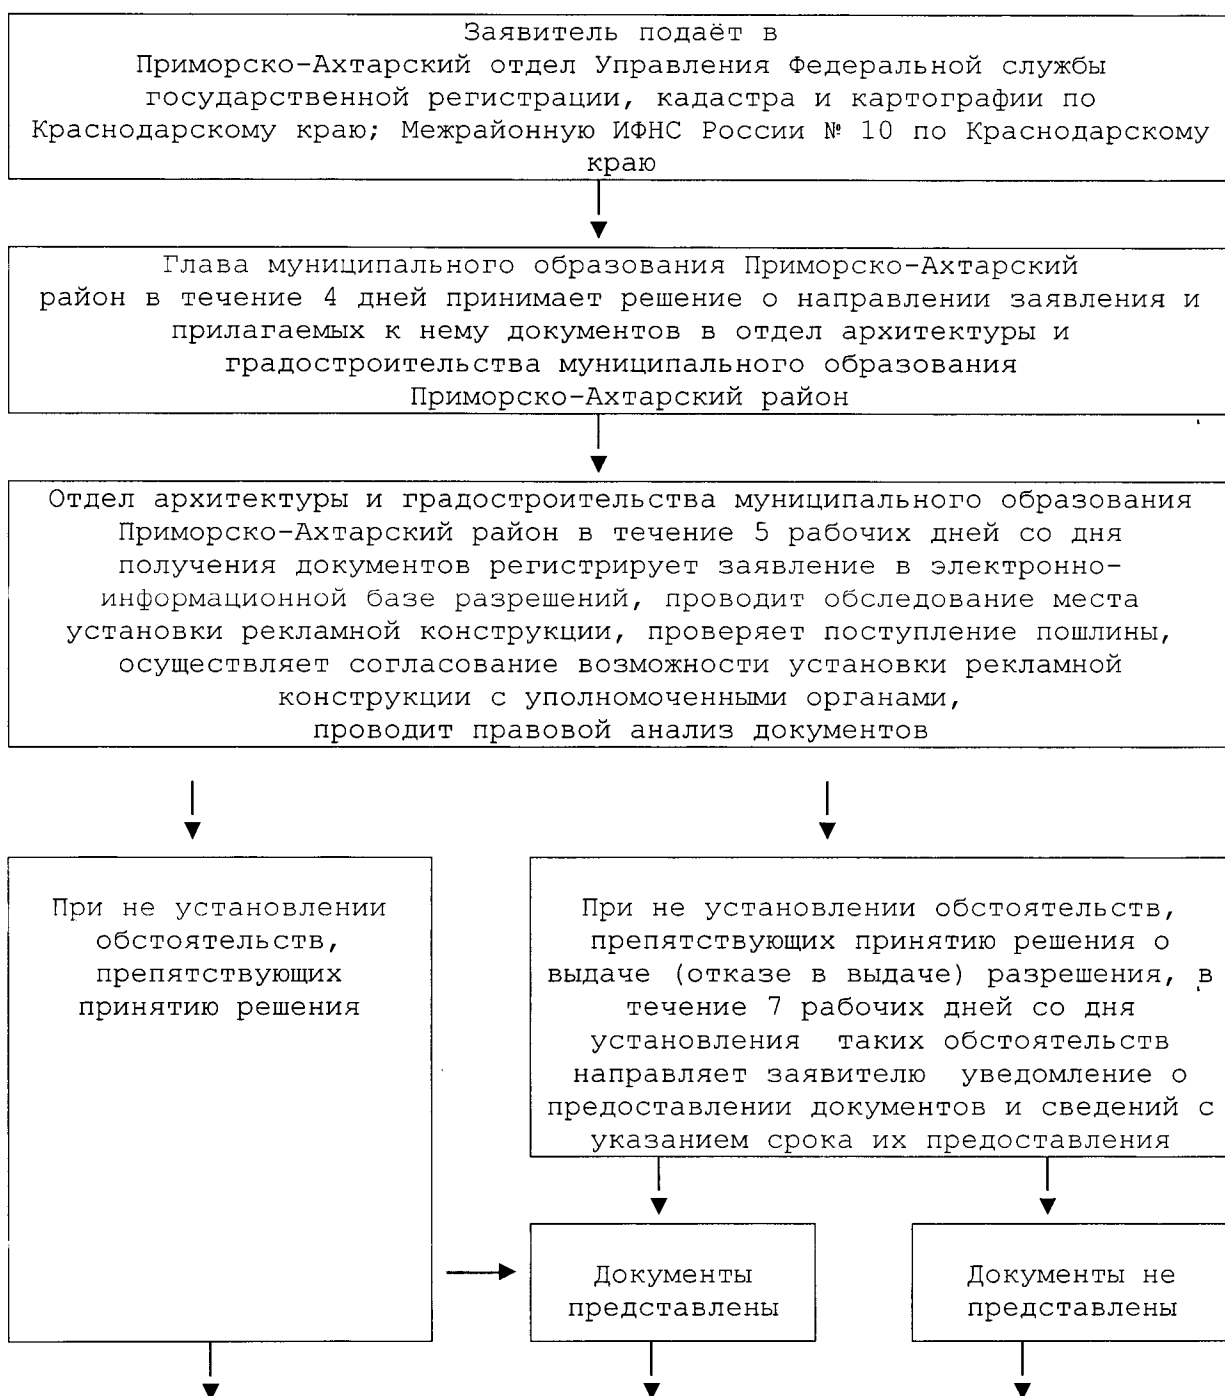 Заявитель подаёт в
Приморско-Ахтарский отдел Управления Федеральной службы
государственной регистрации, кадастра и картографии по
Краснодарскому краю; Межрайонную ИФНС России № 10 по Краснодарскому
краю
Глава муниципального образования Приморско-Ахтарский
район в течение 4 дней принимает решение о направлении заявления и
прилагаемых к нему документов в отдел архитектуры и
градостроительства муниципального образования
Приморско-Ахтарский район
Отдел архитектуры и градостроительства муниципального образования
Приморско-Ахтарский район в течение 5 рабочих дней со дня
получения документов регистрирует заявление в электронно-
информационной базе разрешений, проводит обследование места
установки рекламной конструкции, проверяет поступление пошлины,
осуществляет согласование возможности установки рекламной
конструкции с уполномоченными органами,
проводит правовой анализ документов
При не установлении
обстоятельств,
препятствующих
принятию решения
При не установлении обстоятельств,
препятствующих принятию решения о
выдаче (отказе в выдаче) разрешения, в
течение 7 рабочих дней со дня
установления таких обстоятельств
направляет заявителю уведомление о
предоставлении документов и сведений с
указанием срока их предоставления
Документы
представлены
Документы не
представлены